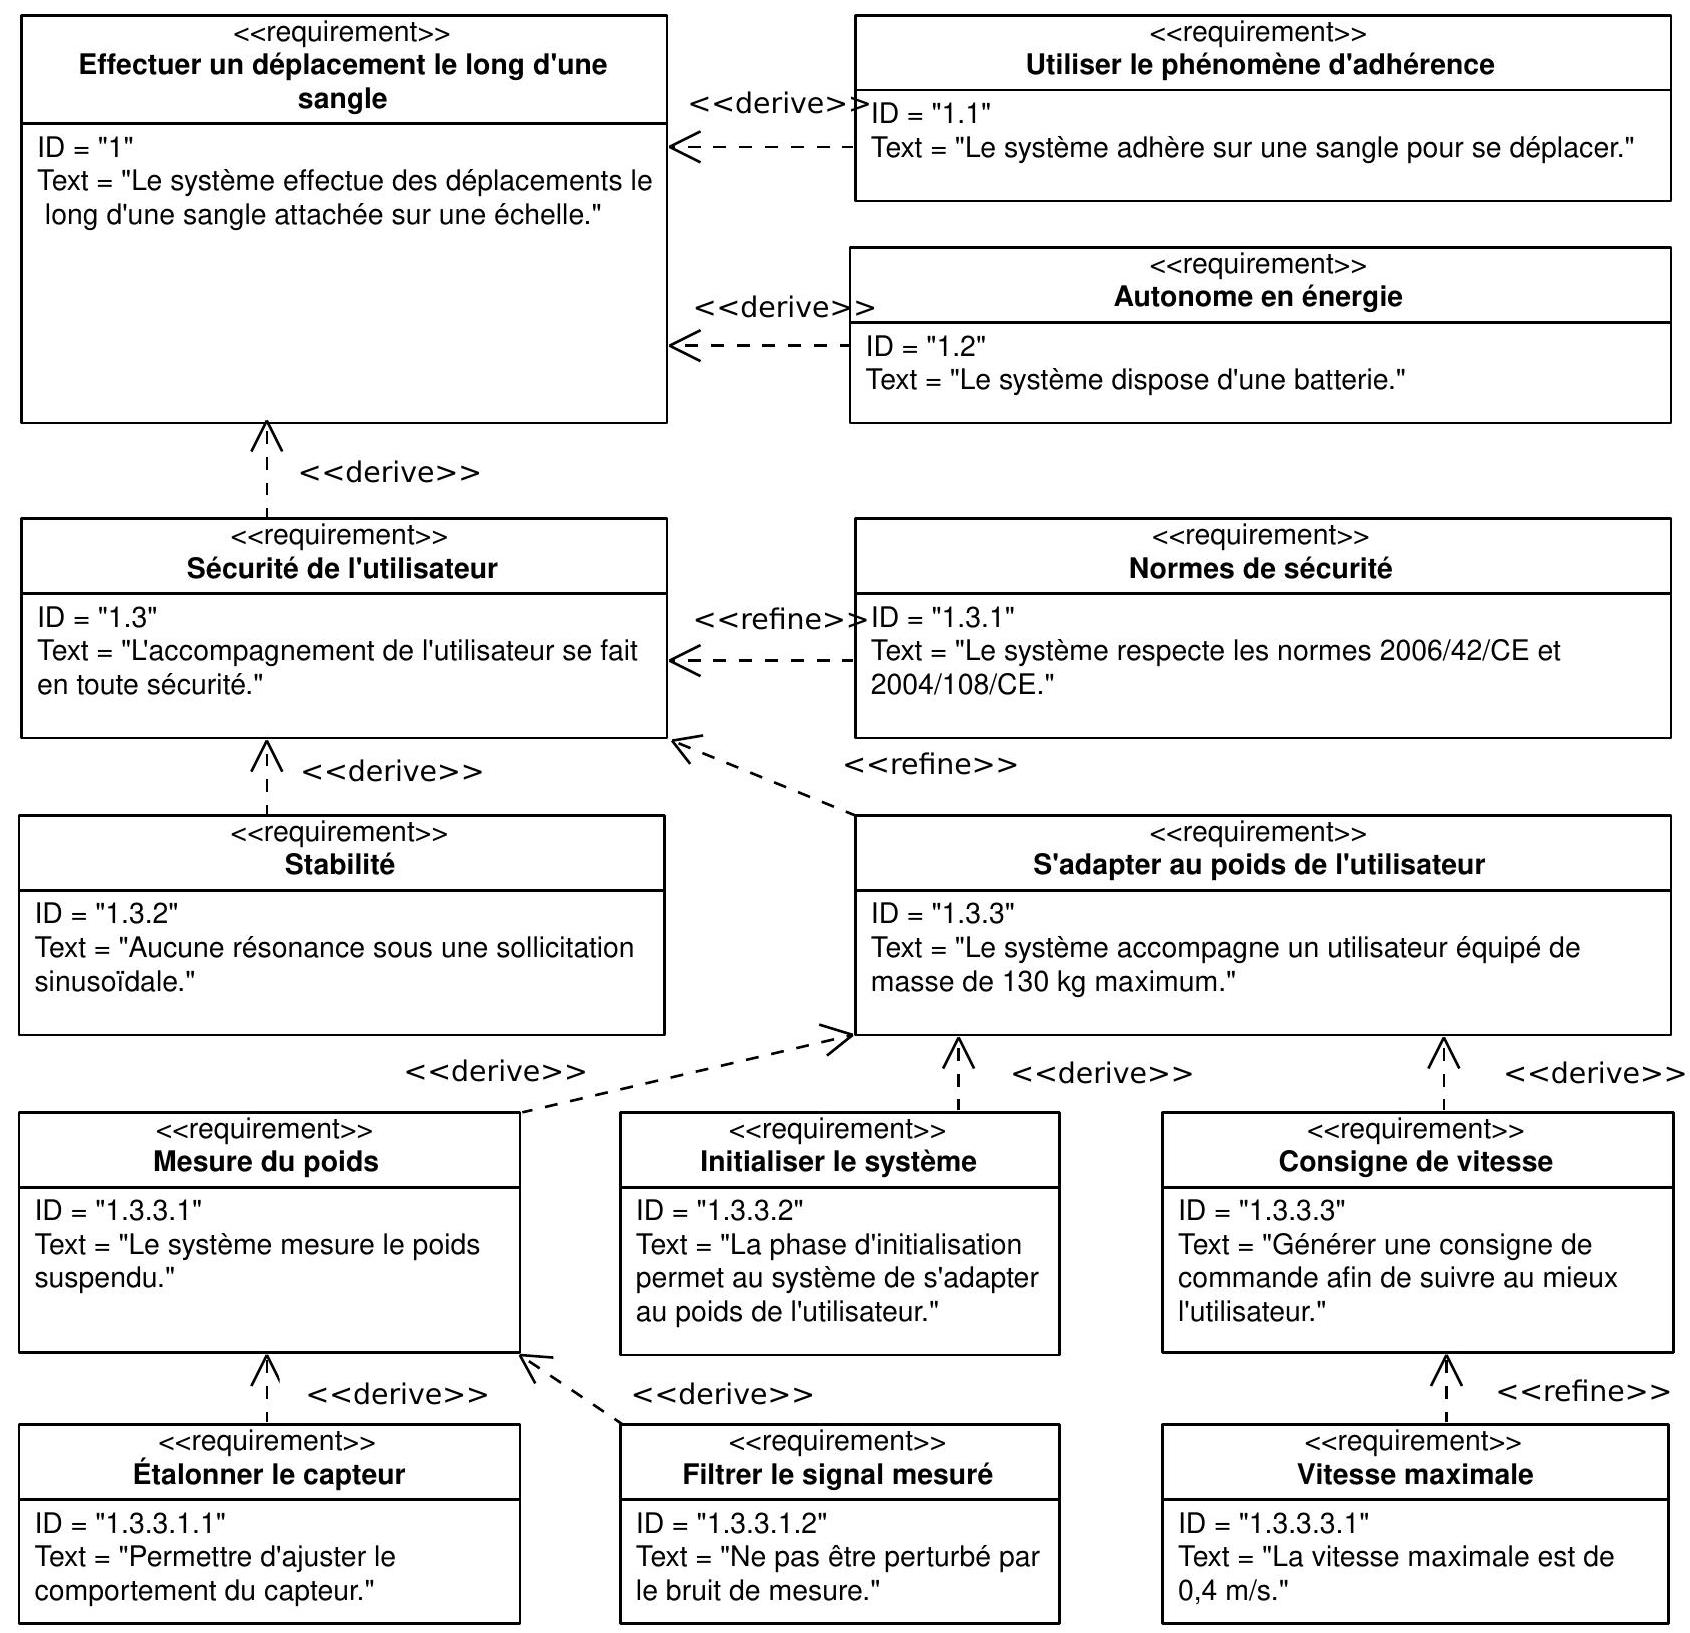 <<requirement>>
Effectuer un déplacement le long d'une
sangle
ID = "1"
Text = "Le système effectue des déplacements le
long d'une sangle attachée sur une échelle."
<<derive>>
<<requirement>>
Utiliser le phénomène d'adhérence
ID = "1.1"
Text = "Le système adhère sur une sangle pour se déplacer."
<<derive>>
<<requirement>>
Autonome en énergie
ID = "1.2"
Text = "Le système dispose d'une batterie."
<<derive>>
<<requirement>>
Sécurité de l'utilisateur
ID = "1.3"
Text = "L'accompagnement de l'utilisateur se fait
en toute sécurité."
<<refine>>
<<requirement>>
Normes de sécurité
ID = "1.3.1"
Text = "Le système respecte les normes 2006/42/CE et
2004/108/CE."
<<derive>>
<<refine>>
<<requirement>>
Stabilité
ID = "1.3.2"
Text = "Aucune résonance sous une sollicitation
sinusoïdale."
<<requirement>>
S'adapter au poids de l'utilisateur
ID = "1.3.3"
Text = "Le système accompagne un utilisateur équipé de
masse de 130 kg maximum."
<<derive>>
<<derive>>
<<derive>>
<<requirement>>
Mesure du poids
ID = "1.3.3.1"
Text = "Le système mesure le poids
suspendu."
<<requirement>>
Initialiser le système
ID = "1.3.3.2"
Text = "La phase d'initialisation
permet au système de s'adapter
au poids de l'utilisateur."
<<requirement>>
Consigne de vitesse
ID = "1.3.3.3"
Text = "Générer une consigne de
commande afin de suivre au mieux
l'utilisateur."
<<derive>>
<<derive>>
<<refine>>
<<requirement>>
Étalonner le capteur
ID = "1.3.3.1.1"
Text = "Permettre d'ajuster le
comportement du capteur."
<<requirement>>
Filtrer le signal mesuré
ID = "1.3.3.1.2"
Text = "Ne pas être perturbé par
le bruit de mesure."
<<requirement>>
Vitesse maximale
ID = "1.3.3.3.1"
Text = "La vitesse maximale est de
0,4 m/s."